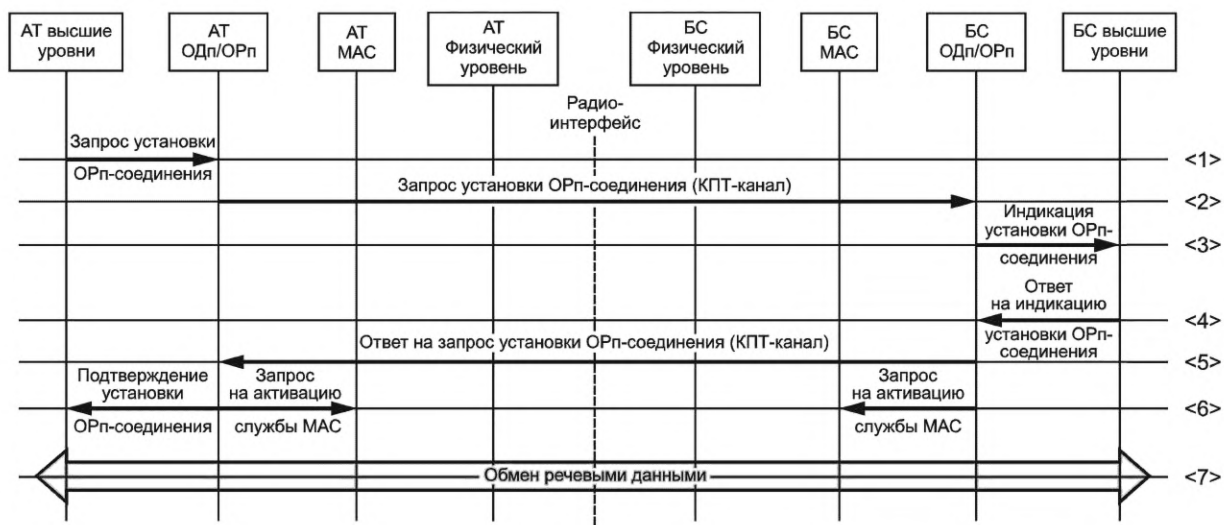 АТ высшие
уровни
АТ
ОДп/ОРп
АТ
МАС
АТ
Физический
уровень
БС
Физический
уровень
БС
МАС
БС
ОДп/ОРп
БС высшие
уровни
Радио-
интерфейс
Запрос установки
ОРп-соединения
<1>
Запрос установки ОРп-соединения (КПТ-канал)
<2>
Индикация
установки ОРп-
соединения
<3>
Ответ
на индикацию
установки ОРп-
соединения
<4>
Ответ на запрос установки ОРп-соединения (КПТ-канал)
<5>
Подтверждение
установки
ОРп-соединения
Запрос
на активацию
службы МАС
Запрос
на активацию
службы МАС
<6>
Обмен речевыми данными
<7>